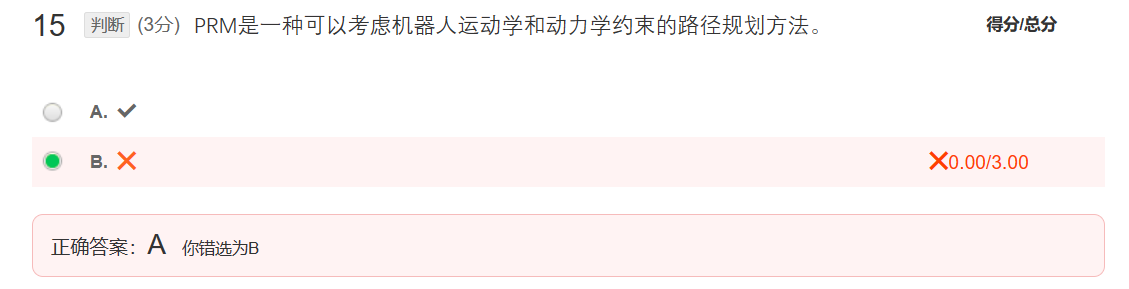 15 判断 (3分) PRM是一种可以考虑机器人运动学和动力学约束的路径规划方法。 得分/总分
A.
B. 0.00/3.00
正确答案：A 你错选为B